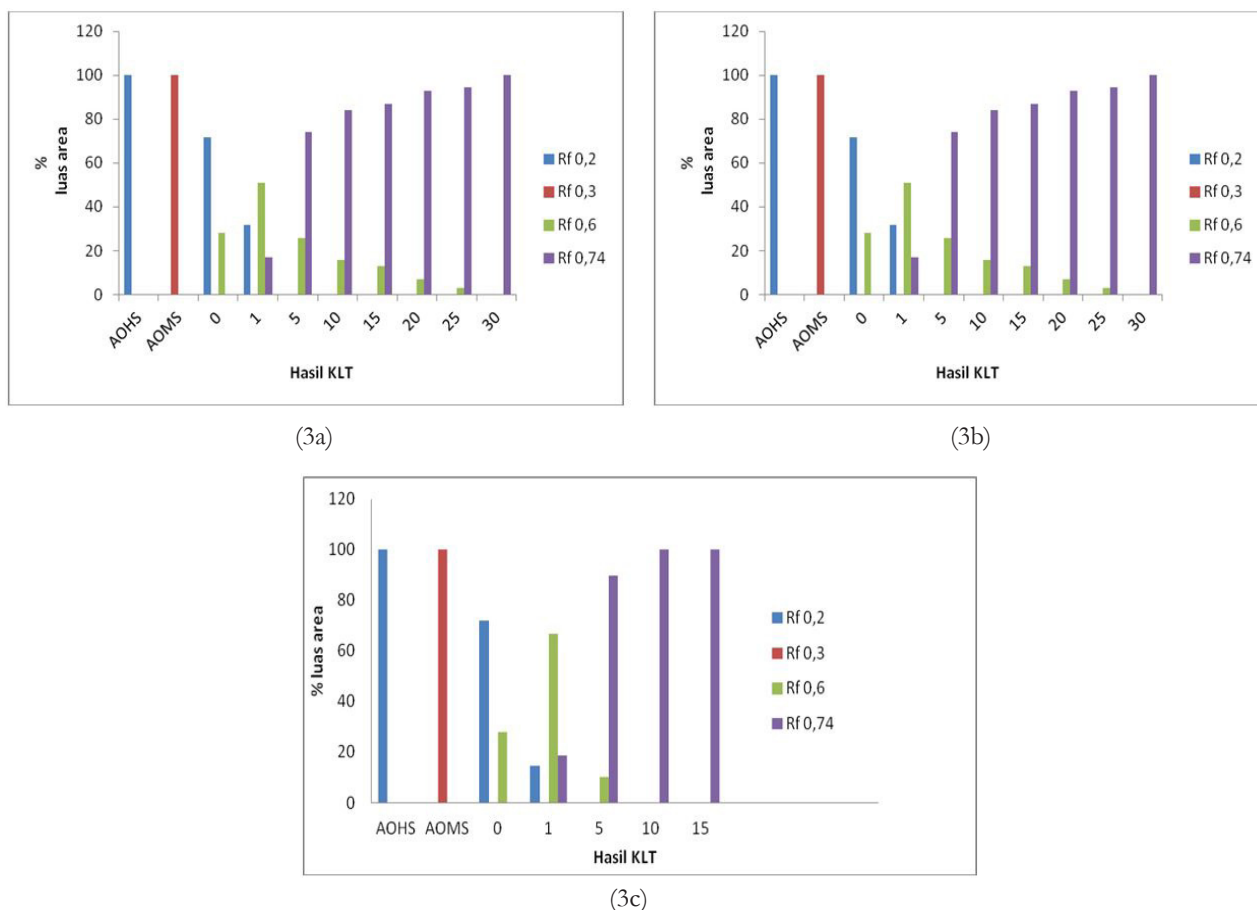 120
100
80
60
40
20
0
%
luas area
AOHS AOMS 0 1 5 10 15 20 25 30
Hasil KLT
Rf 0,2
Rf 0,3
Rf 0,6
Rf 0,74
(3a)
120
100
80
60
40
20
0
%
luas area
AOHS AOMS 0 1 5 10 15 20 25 30
Hasil KLT
Rf 0,2
Rf 0,3
Rf 0,6
Rf 0,74
(3b)
120
100
80
60
40
20
0
% luas area
AOHS AOMS 0 1 5 10 15
Hasil KLT
Rf 0,2
Rf 0,3
Rf 0,6
Rf 0,74
(3c)